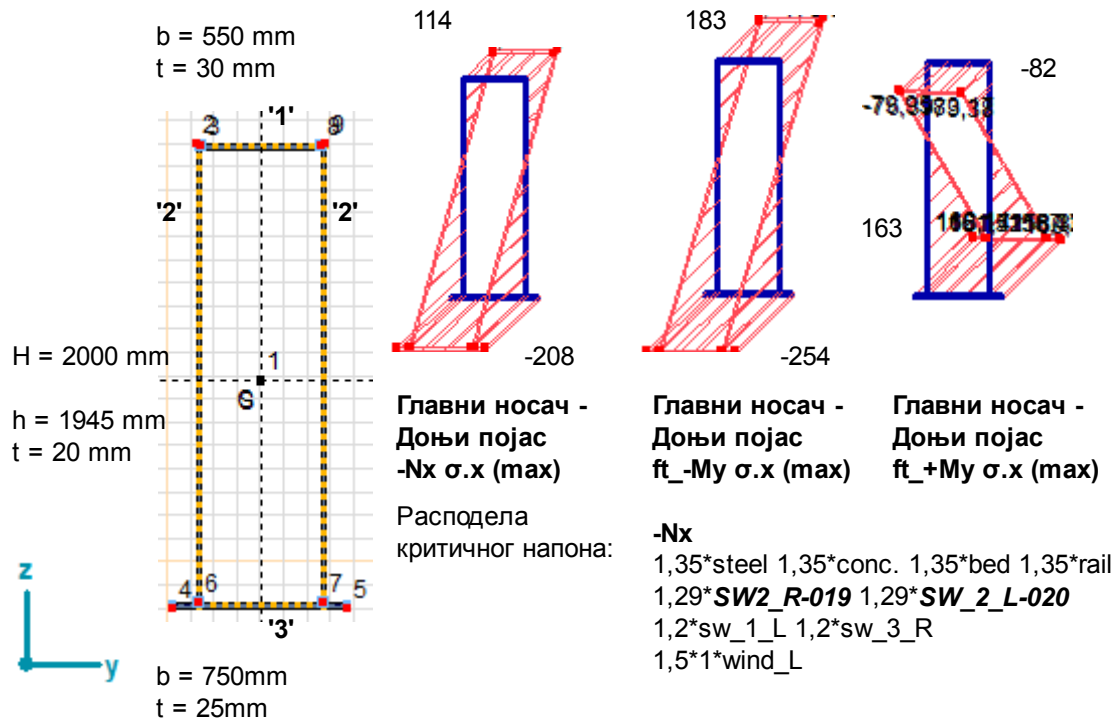 b = 550 mm
t = 30 mm
'1'
2
9
'2'
'2'
H = 2000 mm
1
G
h = 1945 mm
t = 20 mm
4
6
7
5
'3'
z
y
b = 750mm
t = 25mm
114
-208
183
-254
-82
163
Главни носач -
Доњи појас
-Nx σ.x (max)
Главни носач -
Доњи појас
ft_-My σ.x (max)
Главни носач -
Доњи појас
ft_+My σ.x (max)
Расподела
критичног напона:
-Nx
1,35*steel 1,35*conc. 1,35*bed 1,35*rail
1,29*SW2_R-019 1,29*SW_2_L-020
1,2*sw_1_L 1,2*sw_3_R
1,5*1*wind_L